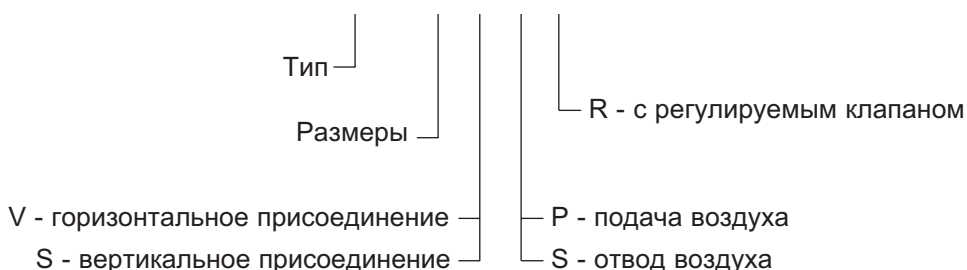 Тип
R - с регулируемым клапаном
Размеры
V - горизонтальное присоединение
P - подача воздуха
S - вертикальное присоединение
S - отвод воздуха